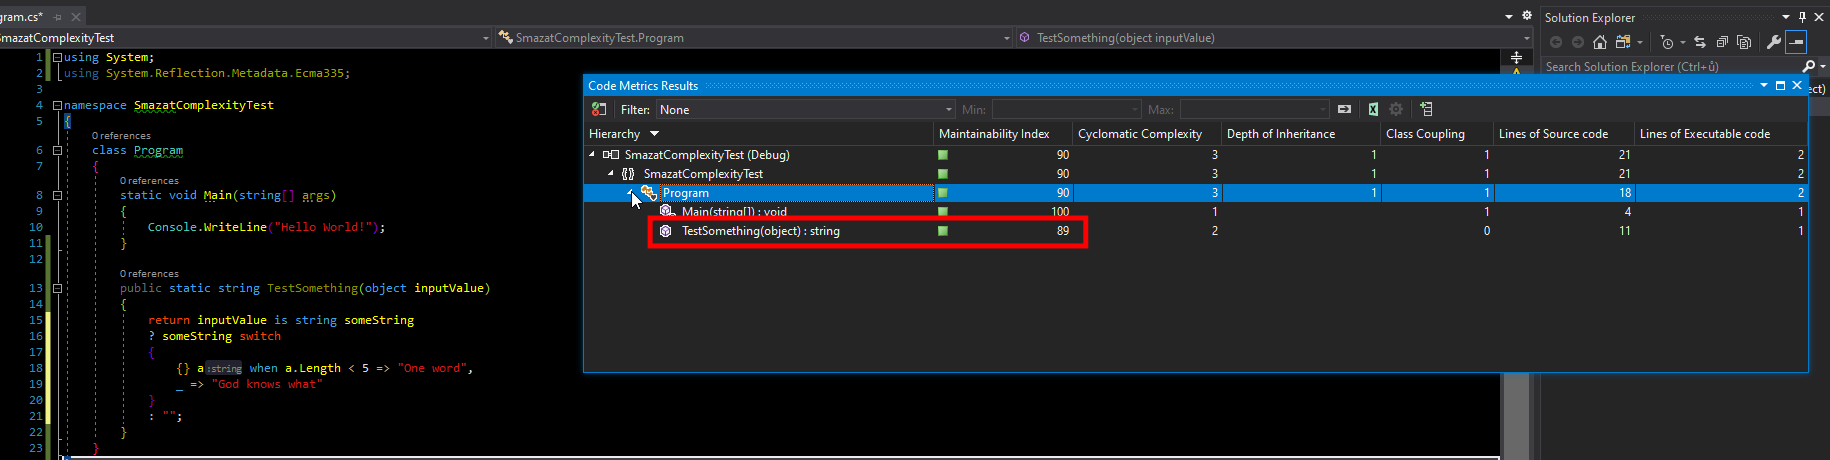 gram.cs*
SmazatComplexityTest
SmazatComplexityTest.Program
TestSomething(object inputValue)
1 using System;
2 using System.Reflection.Metadata.Ecma335;
3
4 namespace SmazatComplexityTest
5 {
0 references
6 class Program
7 {
0 references
8 static void Main(string[] args)
9 {
10 Console.WriteLine("Hello World!");
11 }
12
0 references
13 public static string TestSomething(object inputValue)
14 {
15 return inputValue is string someString
16 ? someString switch
17 {
18 {} a :string when a.Length < 5 => "One word",
19 _ => "God knows what"
20 }
21 : "";
22 }
23 }
Code Metrics Results
Filter: None Min: Max:
Hierarchy Maintainability Index Cyclomatic Complexity Depth of Inheritance Class Coupling Lines of Source code Lines of Executable code
SmazatComplexityTest (Debug) 90 3 1 1 21 2
SmazatComplexityTest 90 3 1 1 21 2
Program 90 3 1 1 18 2
Main(string[]) : void 100 1 1 4 1
TestSomething(object) : string 89 2 0 11 1
Solution Explorer
Search Solution Explorer (Ctrl+ů)
ect)